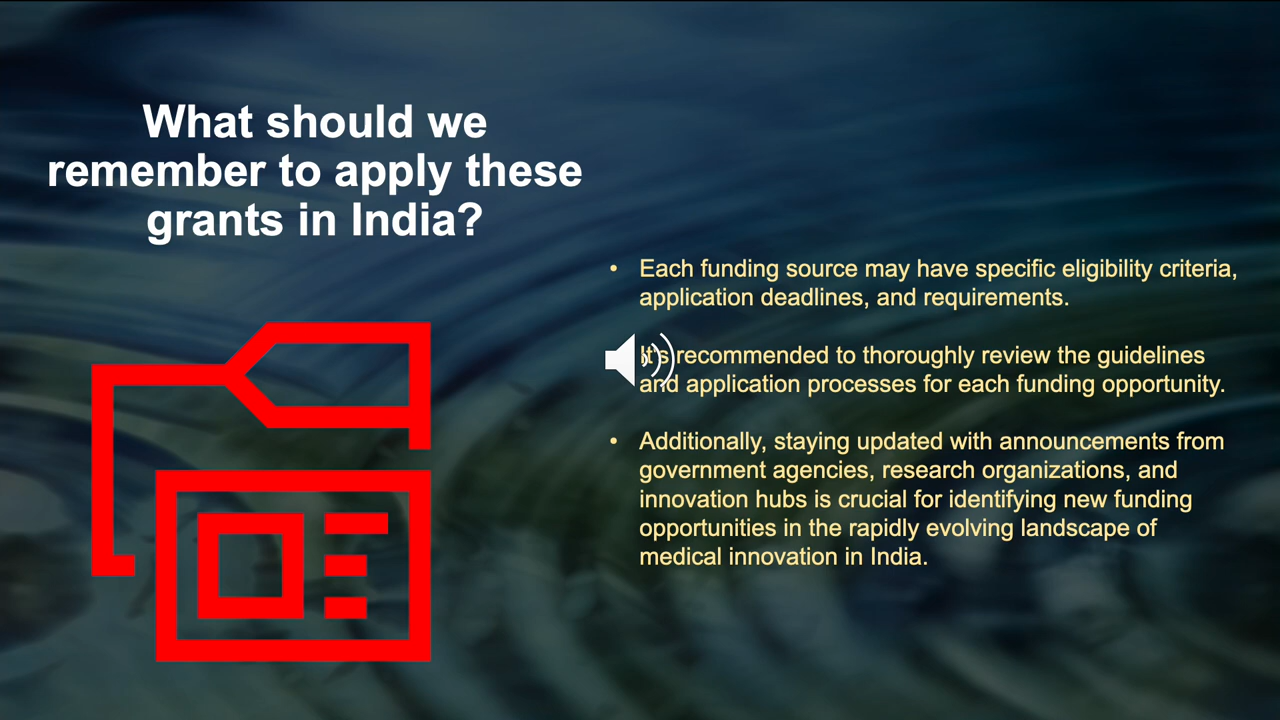 What should we
remember to apply these
grants in India?
• Each funding source may have specific eligibility criteria,
application deadlines, and requirements.
It's recommended to thoroughly review the guidelines
and application processes for each funding opportunity.
• Additionally, staying updated with announcements from
government agencies, research organizations, and
innovation hubs is crucial for identifying new funding
opportunities in the rapidly evolving landscape of
medical innovation in India.